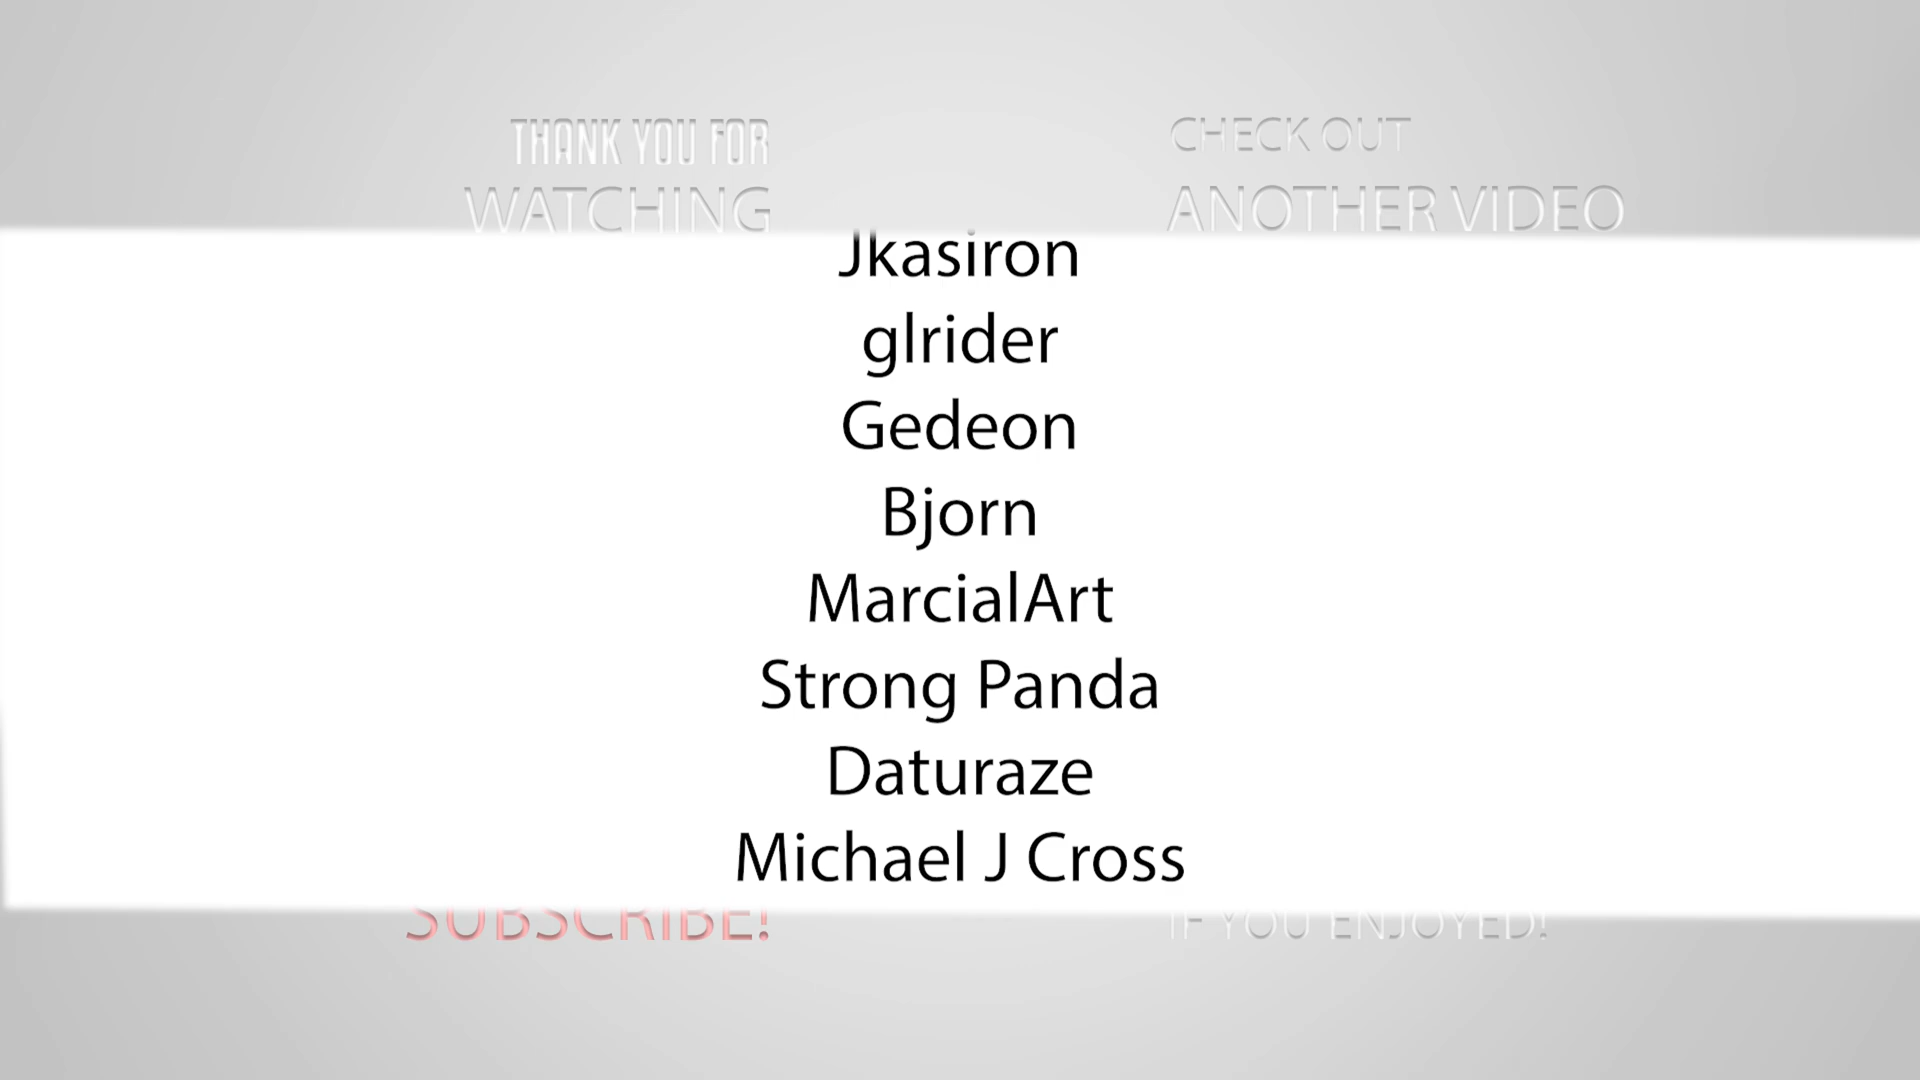 THANK YOU FOR
WATCHING
CHECK OUT
ANOTHER VIDEO
Jkasiron
glrider
Gedeon
Bjorn
MarcialArt
Strong Panda
Daturaze
Michael J Cross
SUBSCRIBE!
IF YOU ENJOYED!